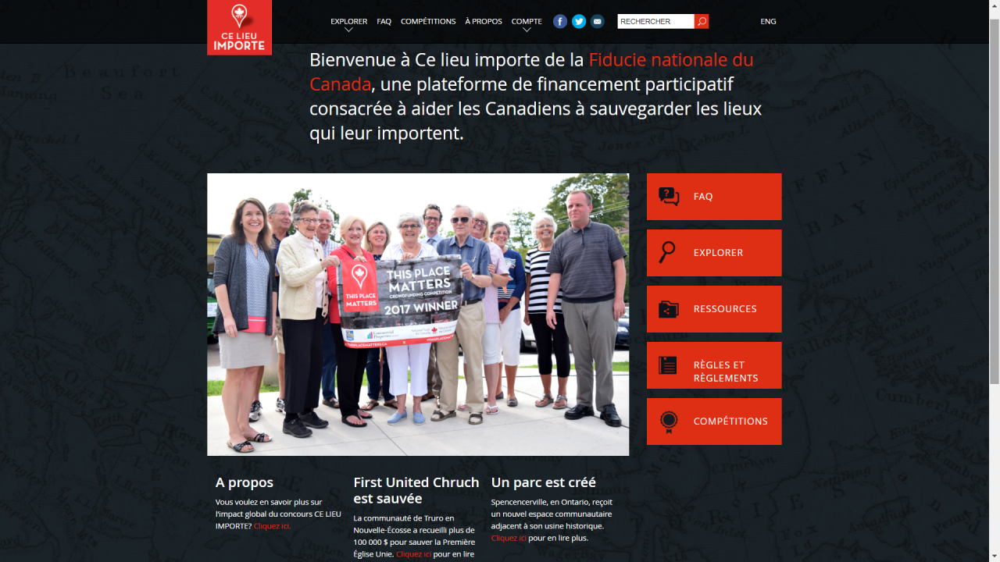 CE LIEU
IMPORTE
EXPLORER FAQ COMPÉTITIONS À PROPOS COMPTE RECHERCHER ENG
Bienvenue à Ce lieu importe de la Fiducie nationale du
Canada, une plateforme de financement participatif
consacrée à aider les Canadiens à sauvegarder les lieux
qui leur importent.
THIS PLACE
MATTERS
THIS PLACE
MATTERS
CROWDFUNDING COMPETITION
2017 WINNER
FAQ
EXPLORER
RESSOURCES
RÈGLES ET
RÈGLEMENTS
COMPÉTITIONS
A propos
Vous voulez en savoir plus sur
l'impact global du concours CE LIEU
IMPORTE? Cliquez ici.
First United Chruch
est sauvée
La communauté de Truro en
Nouvelle-Écosse a recueilli plus de
100 000 $ pour sauver la Première
Église Unie. Cliquez ici pour en lire
Un parc est créé
Spencencerville, en Ontario, reçoit
un nouvel espace communautaire
adjacent à son usine historique.
Cliquez ici pour en lire plus.